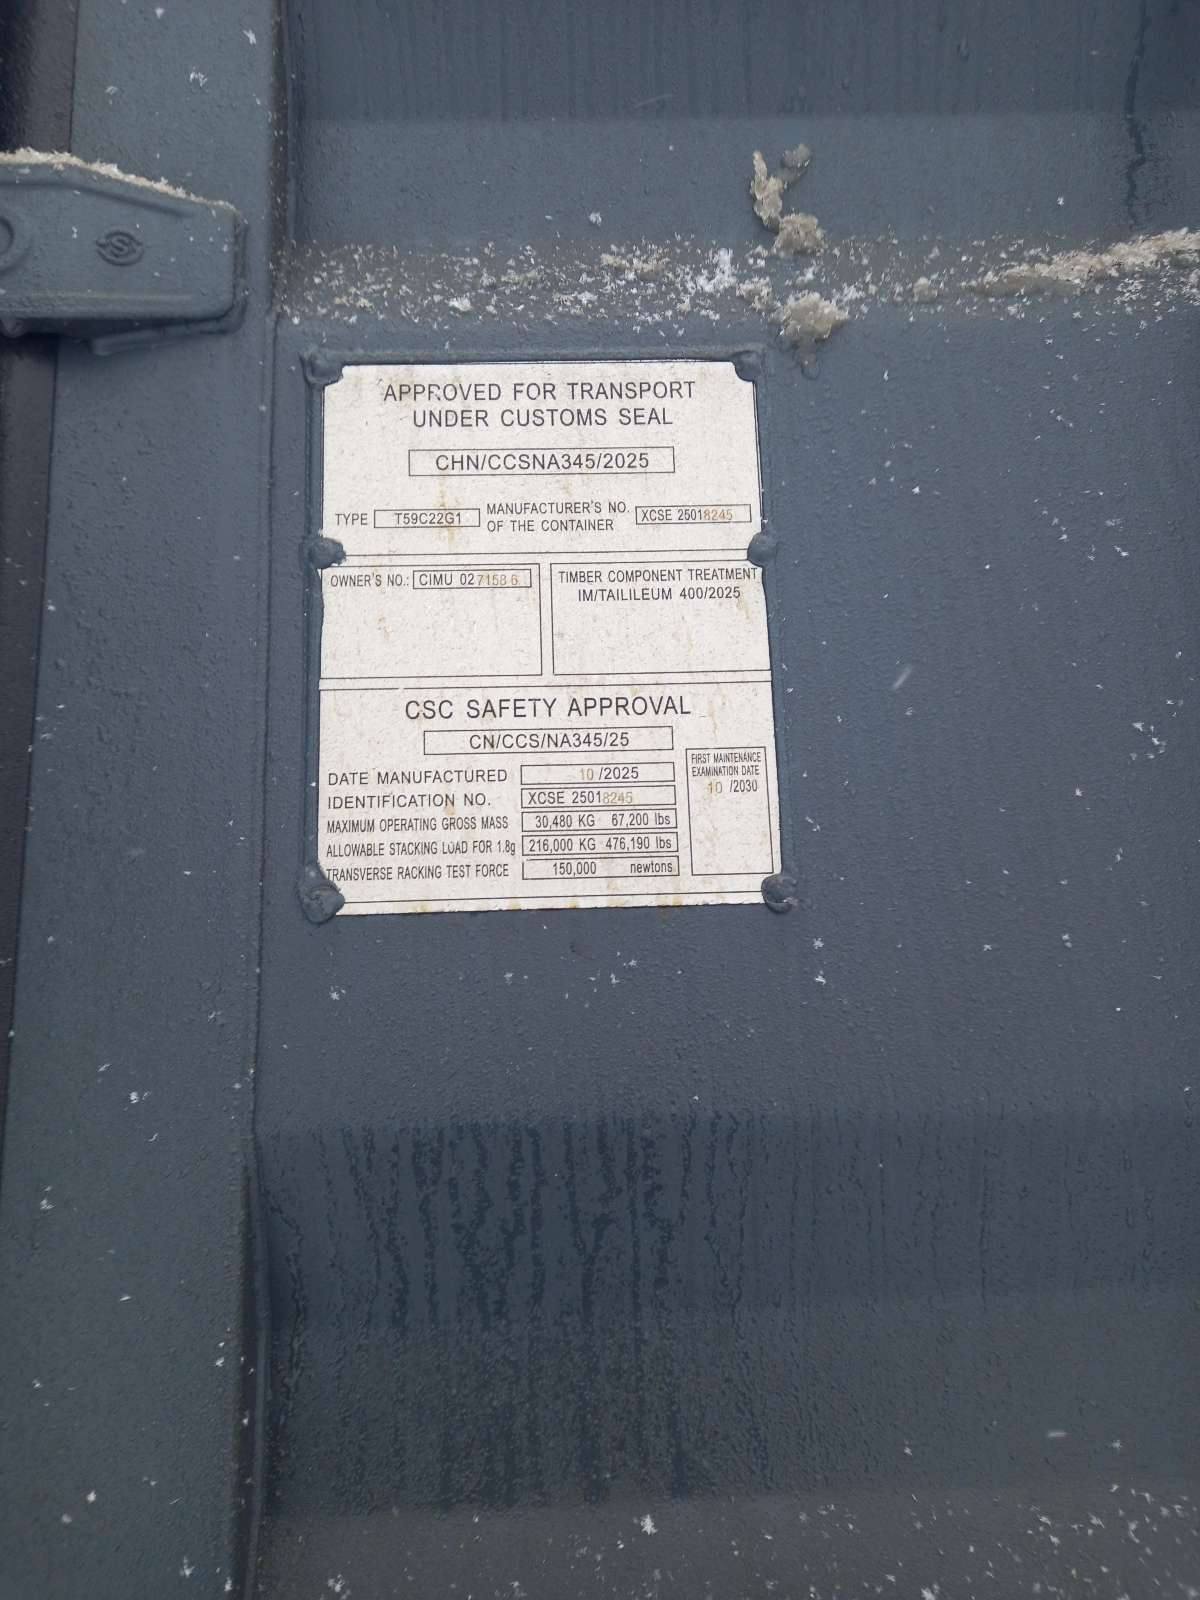 APPROVED FOR TRANSPORT
UNDER CUSTOMS SEAL
CHN/CCSNA345/2025
TYPE T59C22G1 MANUFACTURER'S NO. OF THE CONTAINER XCSE 25018245
OWNER'S NO.: CIMU 027158 6
TIMBER COMPONENT TREATMENT
IM/TAILILEUM 400/2025
CSC SAFETY APPROVAL
CN/CCS/NA345/25
DATE MANUFACTURED 10 /2025
IDENTIFICATION NO. XCSE 25018245
MAXIMUM OPERATING GROSS MASS 30,480 KG 67,200 lbs
ALLOWABLE STACKING LOAD FOR 1.8g 216,000 KG 476,190 lbs
TRANSVERSE RACKING TEST FORCE 150,000 newtons
FIRST MAINTENANCE
EXAMINATION DATE
10 /2030